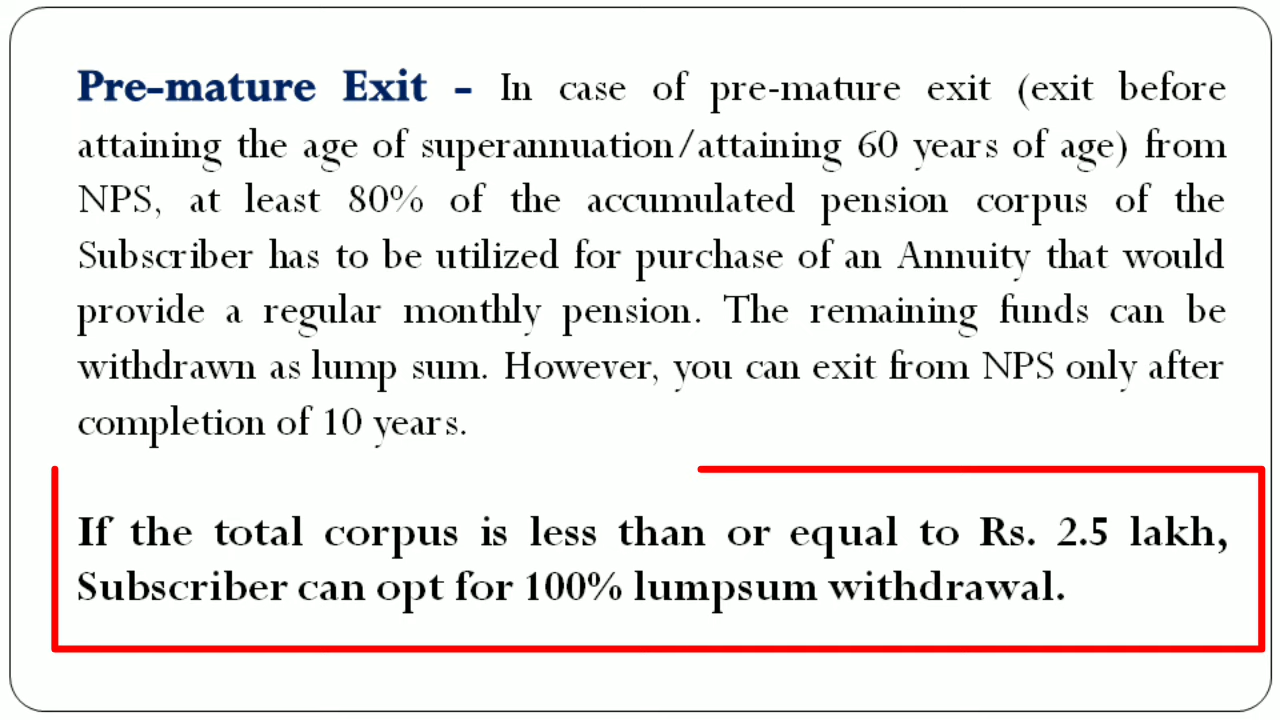 Pre-mature Exit - In case of pre-mature exit (exit before
attaining the age of superannuation/attaining 60 years of age) from
NPS, at least 80% of the accumulated pension corpus of the
Subscriber has to be utilized for purchase of an Annuity that would
provide a regular monthly pension. The remaining funds can be
withdrawn as lump sum. However, you can exit from NPS only after
completion of 10 years.
If the total corpus is less than or equal to Rs. 2.5 lakh,
Subscriber can opt for 100% lumpsum withdrawal.